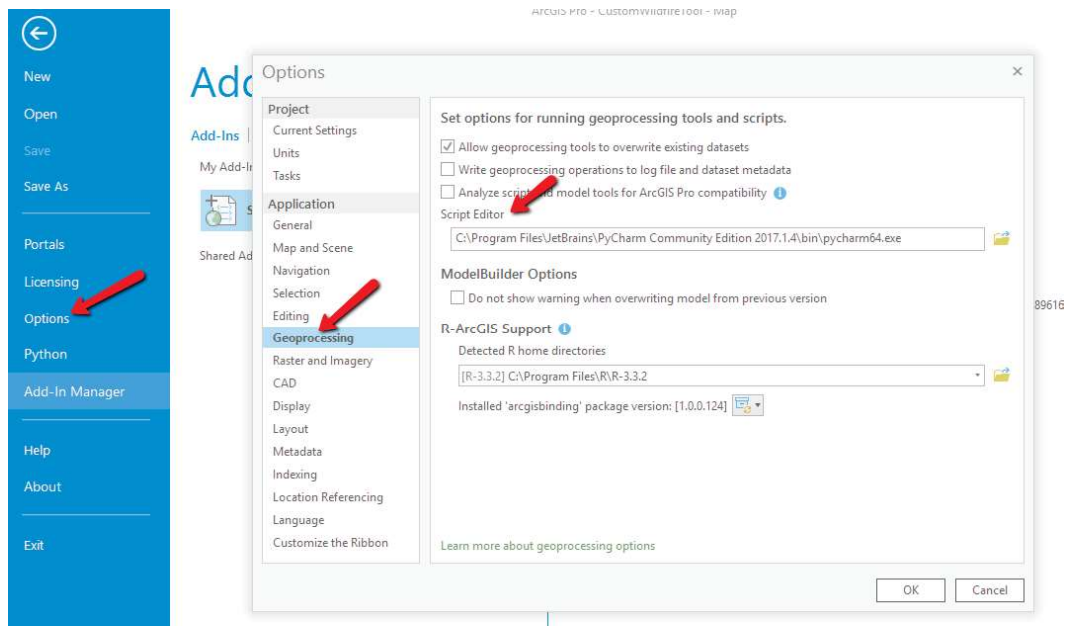 ArcGIS Pro - CustomWildfireTool - Map
New
Open
Save
Save As
Portals
Licensing
Options
Python
Add-In Manager
Help
About
Exit
Add-Ins
My Add-In
Shared Ad
Options
Project
Current Settings
Units
Tasks
Application
General
Map and Scene
Navigation
Selection
Editing
Geoprocessing
Raster and Imagery
CAD
Display
Layout
Metadata
Indexing
Location Referencing
Language
Customize the Ribbon
Set options for running geoprocessing tools and scripts.
Allow geoprocessing tools to overwrite existing datasets
Write geoprocessing operations to log file and dataset metadata
Analyze script and model tools for ArcGIS Pro compatibility
Script Editor
C:\Program Files\JetBrains\PyCharm Community Edition 2017.1.4\bin\pycharm64.exe
ModelBuilder Options
Do not show warning when overwriting model from previous version
R-ArcGIS Support
Detected R home directories
[R-3.3.2] C:\Program Files\R\R-3.3.2
Installed 'arcgisbinding' package version: [1.0.0.124]
Learn more about geoprocessing options
OK Cancel
89616